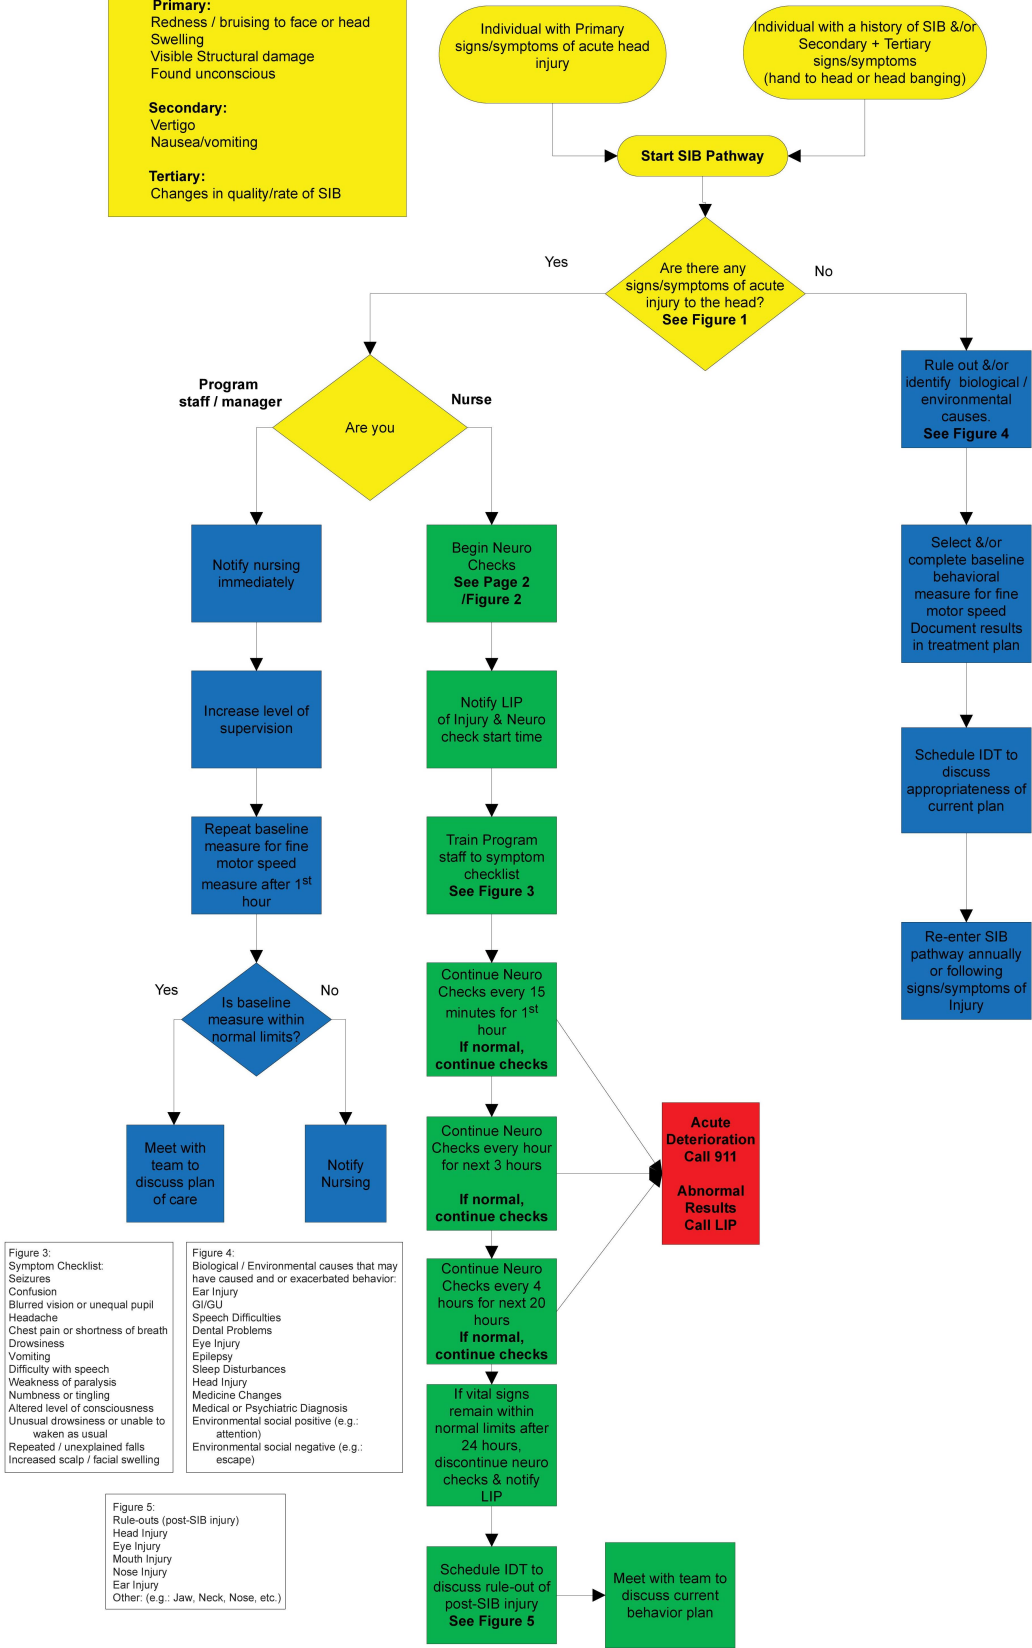 Primary:
Redness / bruising to face or head
Swelling
Visible Structural damage
Found unconscious
Secondary:
Vertigo
Nausea/vomiting
Tertiary:
Changes in quality/rate of SIB
Individual with Primary
signs/symptoms of acute head
injury
Individual with a history of SIB &/or
Secondary + Tertiary
signs/symptoms
(hand to head or head banging)
Start SIB Pathway
Are there any
signs/symptoms of acute
injury to the head?
See Figure 1
Yes
No
Program
staff / manager
Are you
Nurse
Rule out &/or
identify biological /
environmental
causes.
See Figure 4
Select &/or
complete baseline
behavioral
measure for fine
motor speed
Document results
in treatment plan
Schedule IDT to
discuss
appropriateness of
current plan
Re-enter SIB
pathway annually
or following
signs/symptoms of
Injury
Notify nursing
immediately
Increase level of
supervision
Repeat baseline
measure for fine
motor speed
measure after 1st
hour
Yes
No
Is baseline
measure within
normal limits?
Meet with
team to
discuss plan
of care
Notify
Nursing
Begin Neuro
Checks
See Page 2
/Figure 2
Notify LIP
of Injury & Neuro
check start time
Train Program
staff to symptom
checklist
See Figure 3
Continue Neuro
Checks every 15
minutes for 1st
hour
If normal,
continue checks
Continue Neuro
Checks every hour
for next 3 hours
If normal,
continue checks
Continue Neuro
Checks every 4
hours for next 20
hours
If normal,
continue checks
Acute
Deterioration
Call 911
Abnormal
Results
Call LIP
If vital signs
remain within
normal limits after
24 hours,
discontinue neuro
checks & notify
LIP
Schedule IDT to
discuss rule-out of
post-SIB injury
See Figure 5
Meet with team to
discuss current
behavior plan
Figure 3:
Symptom Checklist:
Seizures
Confusion
Blurred vision or unequal pupil
Headache
Chest pain or shortness of breath
Drowsiness
Vomiting
Difficulty with speech
Weakness of paralysis
Numbness or tingling
Altered level of consciousness
Unusual drowsiness or unable to
waken as usual
Repeated / unexplained falls
Increased scalp / facial swelling
Figure 4:
Biological / Environmental causes that may
have caused and or exacerbated behavior:
Ear Injury
GI/GU
Speech Difficulties
Dental Problems
Eye Injury
Epilepsy
Sleep Disturbances
Head Injury
Medicine Changes
Medical or Psychiatric Diagnosis
Environmental social positive (e.g.:
attention)
Environmental social negative (e.g.:
escape)
Figure 5:
Rule-outs (post-SIB injury)
Head Injury
Eye Injury
Mouth Injury
Nose Injury
Ear Injury
Other: (e.g.: Jaw, Neck, Nose, etc.)